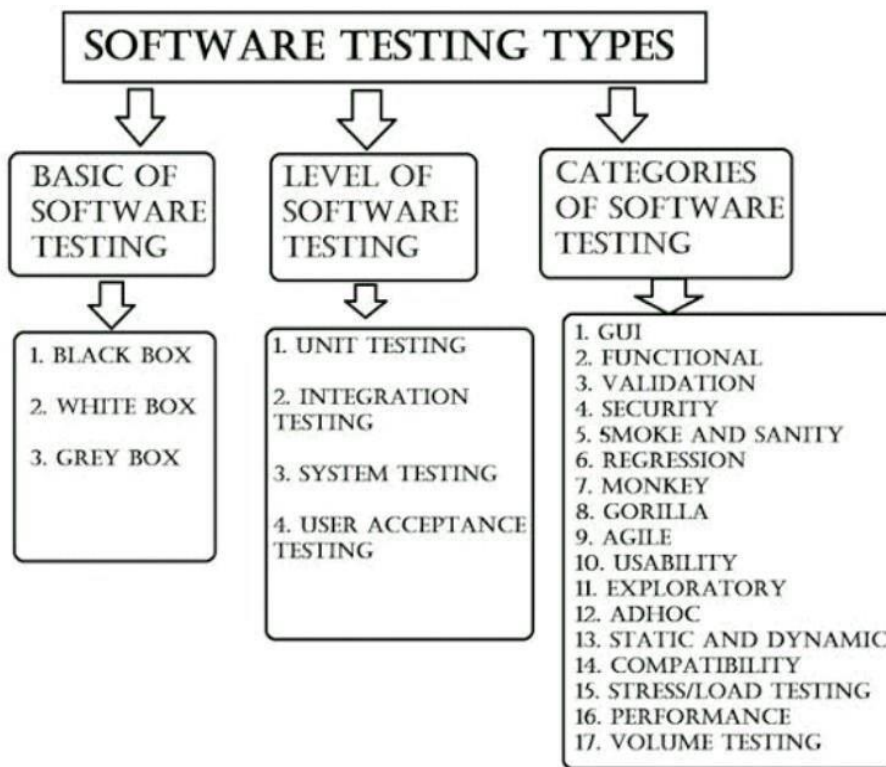 SOFTWARE TESTING TYPES
BASIC OF
SOFTWARE
TESTING
LEVEL OF
SOFTWARE
TESTING
CATEGORIES
OF SOFTWARE
TESTING
1. BLACK BOX
2. WHITE BOX
3. GREY BOX
1. UNIT TESTING
2. INTEGRATION
TESTING
3. SYSTEM TESTING
4. USER ACCEPTANCE
TESTING
1. GUI
2. FUNCTIONAL
3. VALIDATION
4. SECURITY
5. SMOKE AND SANITY
6. REGRESSION
7. MONKEY
8. GORILLA
9. AGILE
10. USABILITY
11. EXPLORATORY
12. ADHOC
13. STATIC AND DYNAMIC
14. COMPATIBILITY
15. STRESS/LOAD TESTING
16. PERFORMANCE
17. VOLUME TESTING